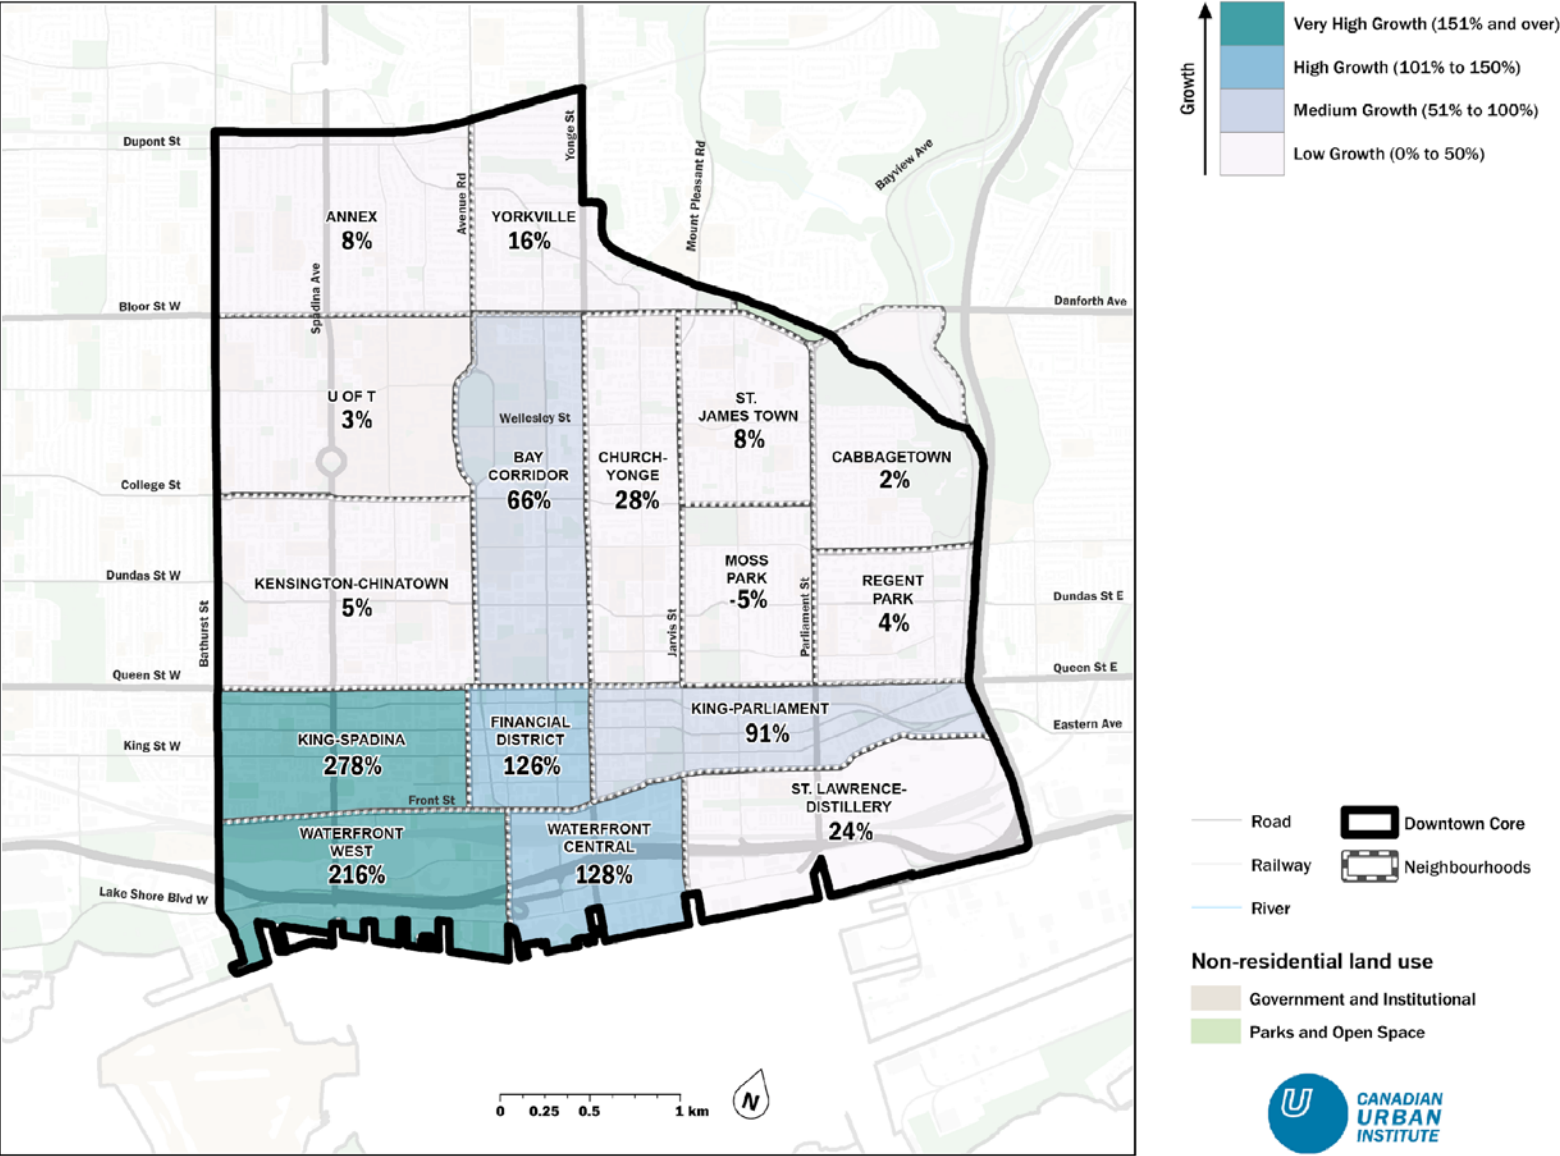 Very High Growth (151% and over)
High Growth (101% to 150%)
Medium Growth (51% to 100%)
Low Growth (0% to 50%)
Growth
Dupont St
Yonge St
Avenue Rd
Mount Pleasant Rd
Bayview Ave
ANNEX
8%
YORKVILLE
16%
Spadina Ave
Bloor St W
Danforth Ave
U OF T
3%
Wellesley St
BAY
CORRIDOR
66%
CHURCH-
YONGE
28%
ST.
JAMES TOWN
8%
CABBAGETOWN
2%
College St
Dundas St W
KENSINGTON-CHINATOWN
5%
MOSS
PARK
-5%
REGENT
PARK
4%
Bathurst St
Jarvis St
Parliament St
Dundas St E
Queen St W
Queen St E
KING-SPADINA
278%
FINANCIAL
DISTRICT
126%
KING-PARLIAMENT
91%
Eastern Ave
King St W
Front St
WATERFRONT
WEST
216%
WATERFRONT
CENTRAL
128%
ST. LAWRENCE-
DISTILLERY
24%
Lake Shore Blvd W
0 0.25 0.5 1 km
N
Road
Railway
River
Downtown Core
Neighbourhoods
Non-residential land use
Government and Institutional
Parks and Open Space
U
CANADIAN
URBAN
INSTITUTE